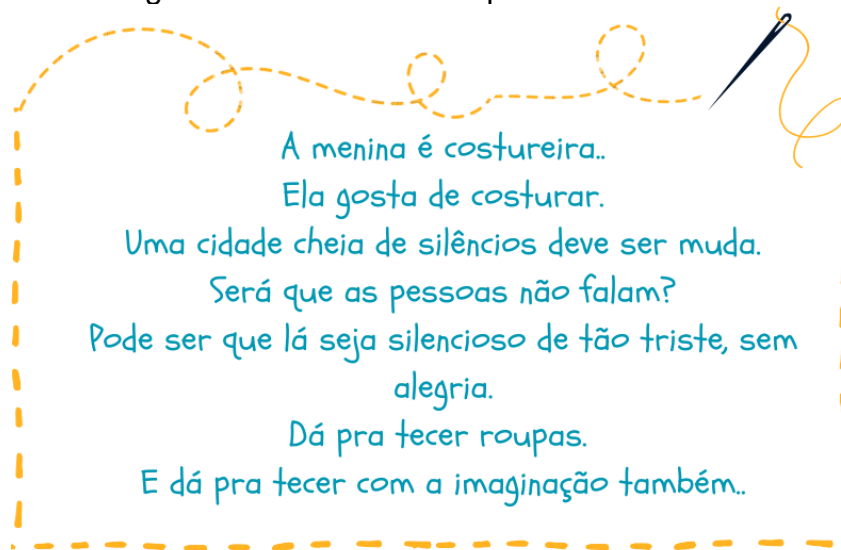 A menina é costureira..
Ela gosta de costurar.
Uma cidade cheia de silêncios deve ser muda.
Será que as pessoas não falam?
Pode ser que lá seja silencioso de tão triste, sem
alegria.
Dá pra tecer roupas.
E dá pra tecer com a imaginação também..